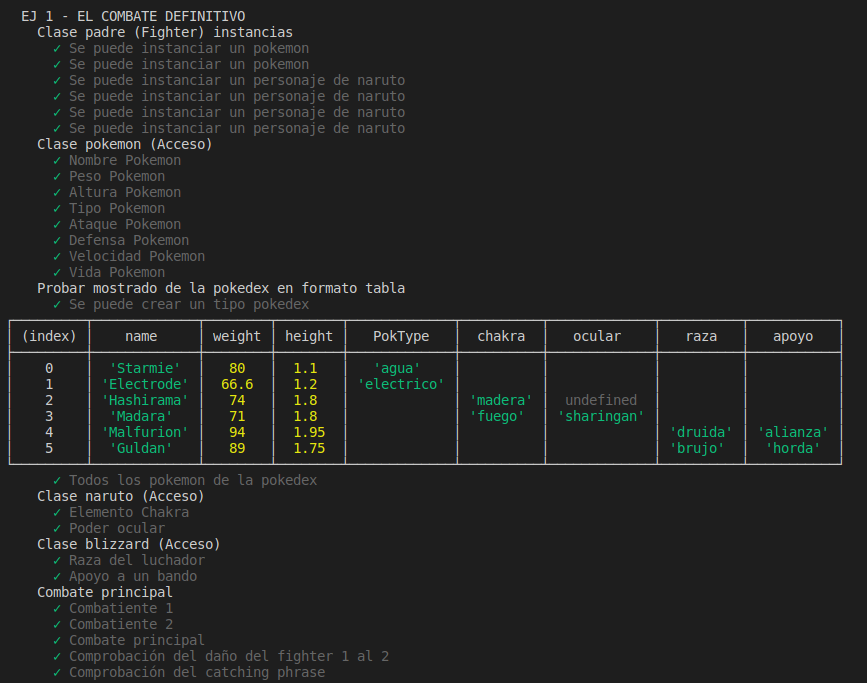 EJ 1 - EL COMBATE DEFINITIVO
Clase padre (Fighter) instancias
✓ Se puede instanciar un pokemon
✓ Se puede instanciar un pokemon
✓ Se puede instanciar un personaje de naruto
✓ Se puede instanciar un personaje de naruto
✓ Se puede instanciar un personaje de naruto
✓ Se puede instanciar un personaje de naruto
Clase pokemon (Acceso)
✓ Nombre Pokemon
✓ Peso Pokemon
✓ Altura Pokemon
✓ Tipo Pokemon
✓ Ataque Pokemon
✓ Defensa Pokemon
✓ Velocidad Pokemon
✓ Vida Pokemon
Probar mostrado de la pokedex en formato tabla
✓ Se puede crear un tipo pokedex
(index) name weight height PokType chakra ocular raza apoyo
0 'Starmie' 80 1.1 'agua'
1 'Electrode' 66.6 1.2 'electrico'
2 'Hashirama' 74 1.8 'madera' undefined
3 'Madara' 71 1.8 'fuego' 'sharingan'
4 'Malfurion' 94 1.95 'druida' 'alianza'
5 'Guldan' 89 1.75 'brujo' 'horda'
✓ Todos los pokemon de la pokedex
Clase naruto (Acceso)
✓ Elemento Chakra
✓ Poder ocular
Clase blizzard (Acceso)
✓ Raza del luchador
✓ Apoyo a un bando
Combate principal
✓ Combatiente 1
✓ Combatiente 2
✓ Combate principal
✓ Comprobación del daño del fighter 1 al 2
✓ Comprobación del catching phrase